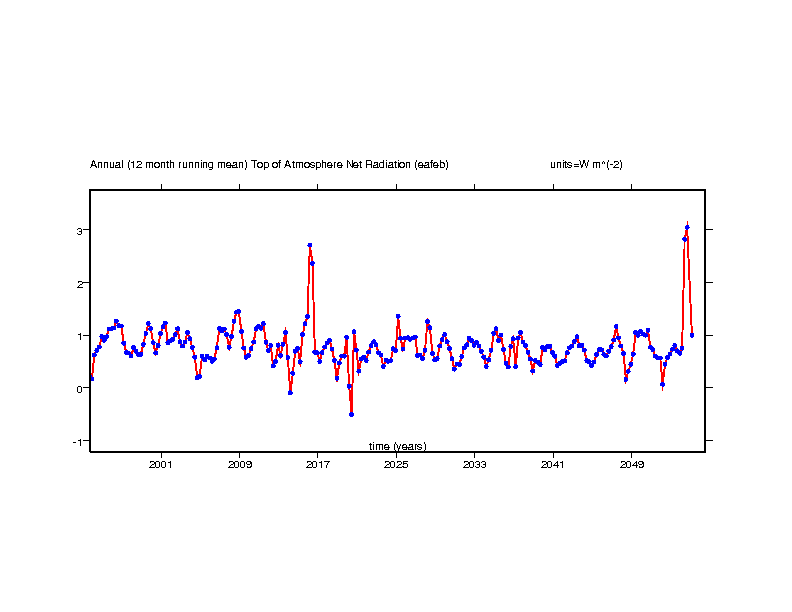 Annual (12 month running mean) Top of Atmosphere Net Radiation (eafeb) units=W m^(-2)
3
2
1
0
-1
time (years)
2001 2009 2017 2025 2033 2041 2049